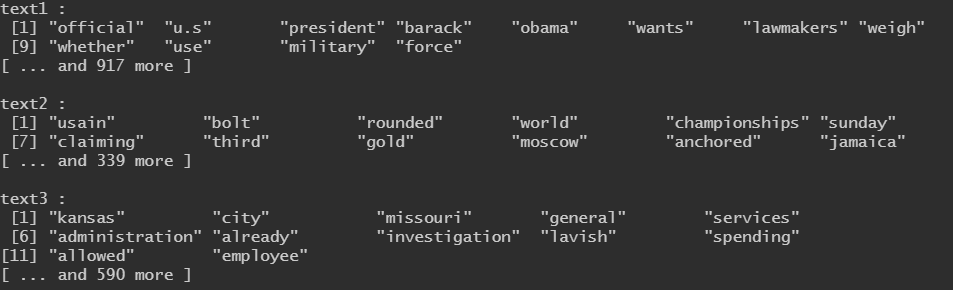 text1 :
 [1] "official"  "u.s"       "president" "barack"    "obama"     "wants"     "lawmakers" "weigh"
 [9] "whether"   "use"       "military"  "force"
[ ... and 917 more ]

text2 :
 [1] "usain"         "bolt"          "rounded"       "world"         "championships" "sunday"
 [7] "claiming"      "third"         "gold"          "moscow"        "anchored"      "jamaica"
[ ... and 339 more ]

text3 :
 [1] "kansas"         "city"           "missouri"       "general"        "services"
 [6] "administration" "already"        "investigation"  "lavish"         "spending"
[11] "allowed"        "employee"
[ ... and 590 more ]